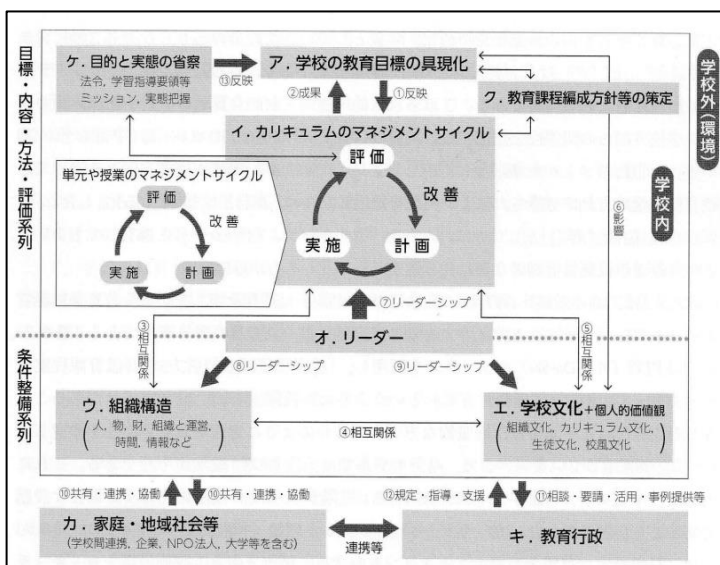 目標・内容・方法・評価系列
条件整備系列
学校外（環境）
学校内
ケ．目的と実態の省察
法令, 学習指導要領等
ミッション, 実態把握
⑬反映
ア．学校の教育目標の具現化
②成果
①反映
ク．教育課程編成方針等の策定
イ．カリキュラムのマネジメントサイクル
評価
改善
実施
計画
単元や授業のマネジメントサイクル
評価
改善
実施
計画
⑥影響
⑦リーダーシップ
オ．リーダー
③相互関係
⑤相互関係
⑧リーダーシップ
⑨リーダーシップ
ウ．組織構造
（人, 物, 財, 組織と運営,
時間, 情報など）
④相互関係
エ．学校文化＋個人的価値観
（組織文化, カリキュラム文化,
生徒文化, 校風文化）
⑩共有・連携・協働
⑩共有・連携・協働
⑫規定・指導・支援
⑪相談・要請・活用・事例提供等
カ．家庭・地域社会等
（学校間連携, 企業, NPO法人, 大学等を含む）
連携等
キ．教育行政